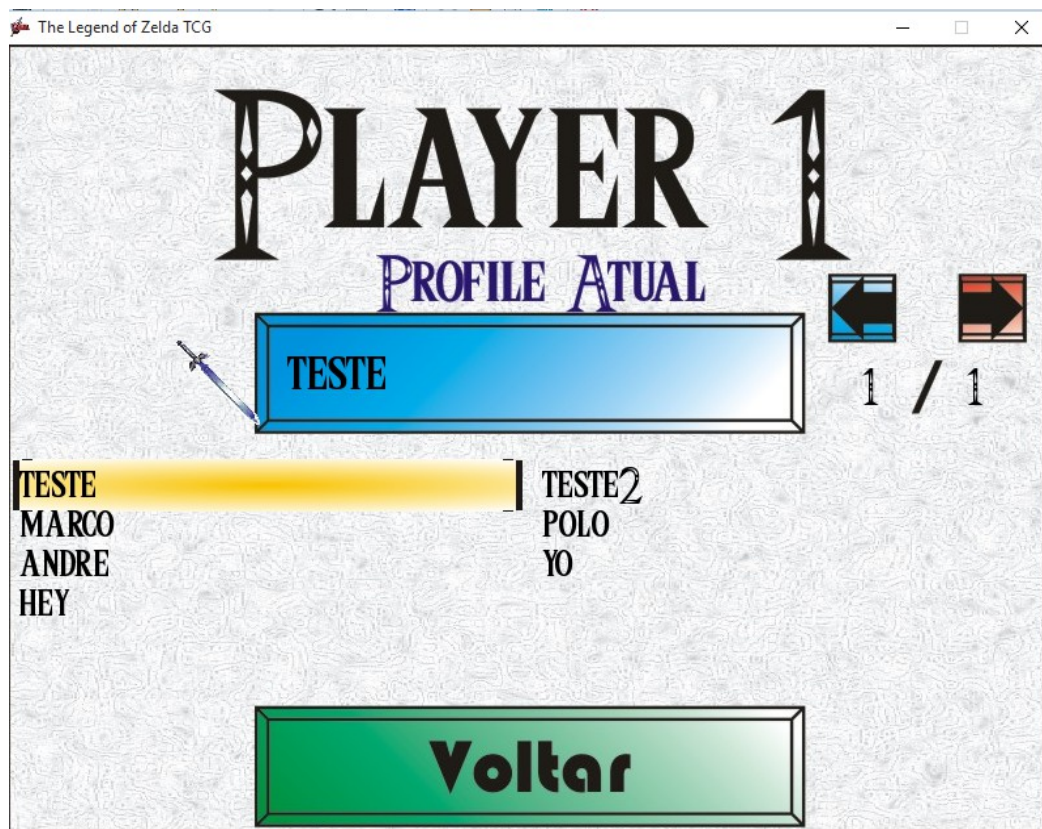 The Legend of Zelda TCG
PLAYER 1
PROFILE ATUAL
TESTE
1 / 1
TESTE TESTE2
MARCO POLO
ANDRE YO
HEY
Voltar